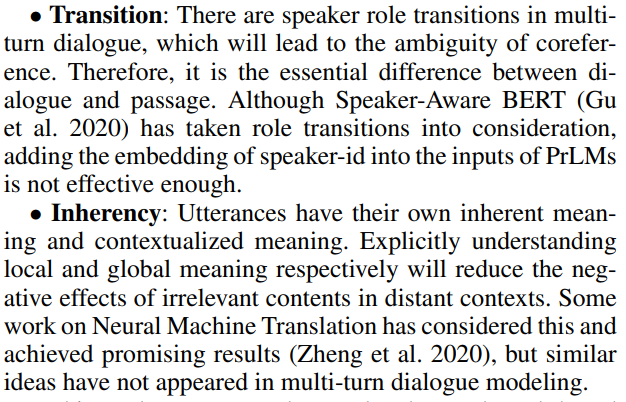 • Transition: There are speaker role transitions in multi-
turn dialogue, which will lead to the ambiguity of corefer-
ence. Therefore, it is the essential difference between di-
alogue and passage. Although Speaker-Aware BERT (Gu
et al. 2020) has taken role transitions into consideration,
adding the embedding of speaker-id into the inputs of PrLMs
is not effective enough.
• Inherency: Utterances have their own inherent mean-
ing and contextualized meaning. Explicitly understanding
local and global meaning respectively will reduce the neg-
ative effects of irrelevant contents in distant contexts. Some
work on Neural Machine Translation has considered this and
achieved promising results (Zheng et al. 2020), but similar
ideas have not appeared in multi-turn dialogue modeling.